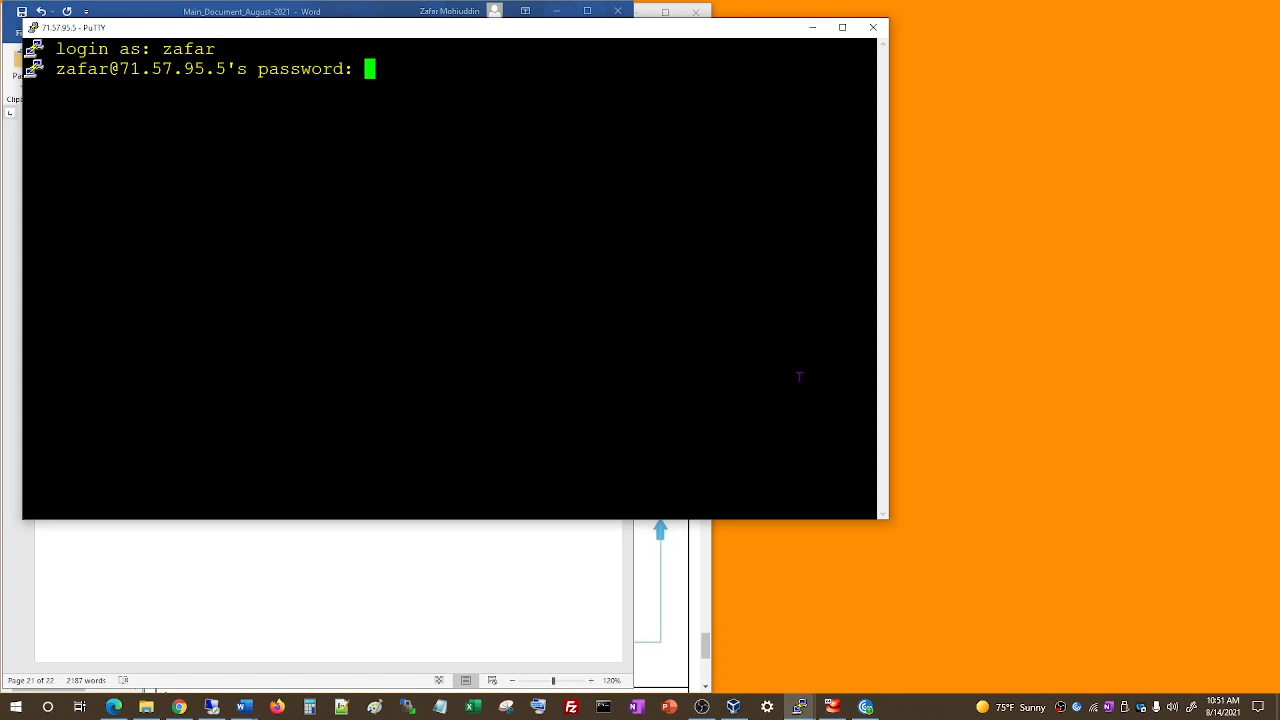 Main_Document_August-2021 - Word
Zafar Mohiuddin
71.57.95.5 - PuTTY
login as: zafar
zafar@71.57.95.5's password:
Page 21 of 22
2187 words
120%
75°F Sunny
10:51 AM
8/14/2021